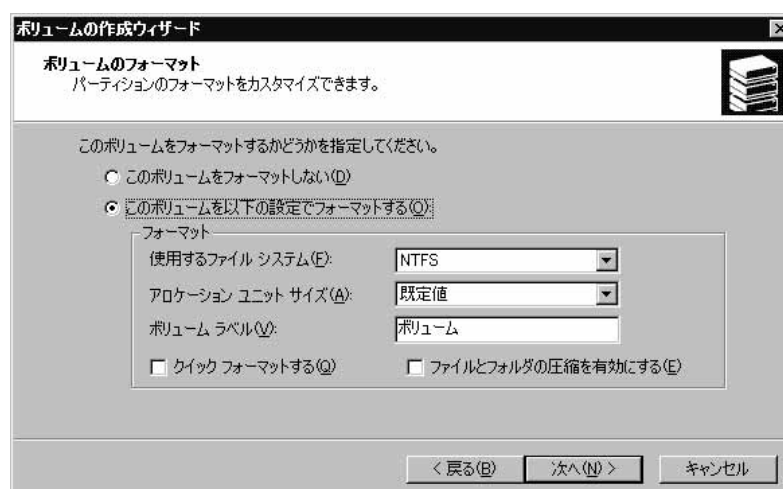 ボリュームの作成ウィザード
ボリュームのフォーマット
パーティションのフォーマットをカスタマイズできます。
このボリュームをフォーマットするかどうかを指定してください。
このボリュームをフォーマットしない(D)
このボリュームを以下の設定でフォーマットする(O):
フォーマット
使用するファイル システム(F): NTFS
アロケーション ユニット サイズ(A): 既定値
ボリューム ラベル(V): ボリューム
クイック フォーマットする(Q) ファイルとフォルダの圧縮を有効にする(E)
< 戻る(B) 次へ(N) > キャンセル